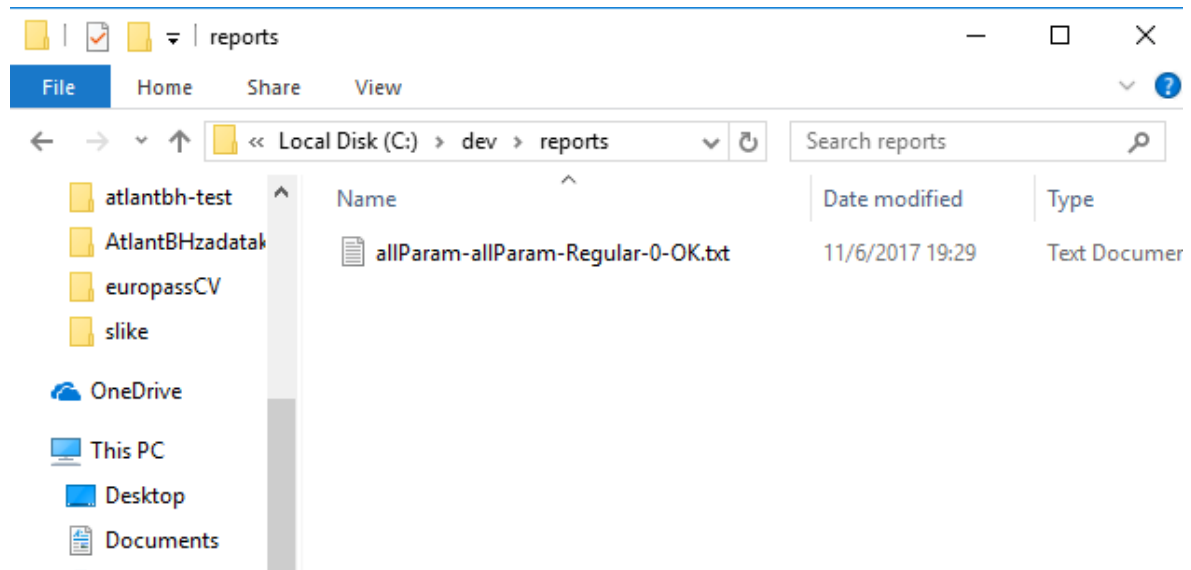 reports
File Home Share View
« Local Disk (C:) › dev › reports Search reports
atlantbh-test
AtlantBHzadatak
europassCV
slike
OneDrive
This PC
Desktop
Documents
Name Date modified Type
allParam-allParam-Regular-0-OK.txt 11/6/2017 19:29 Text Documen